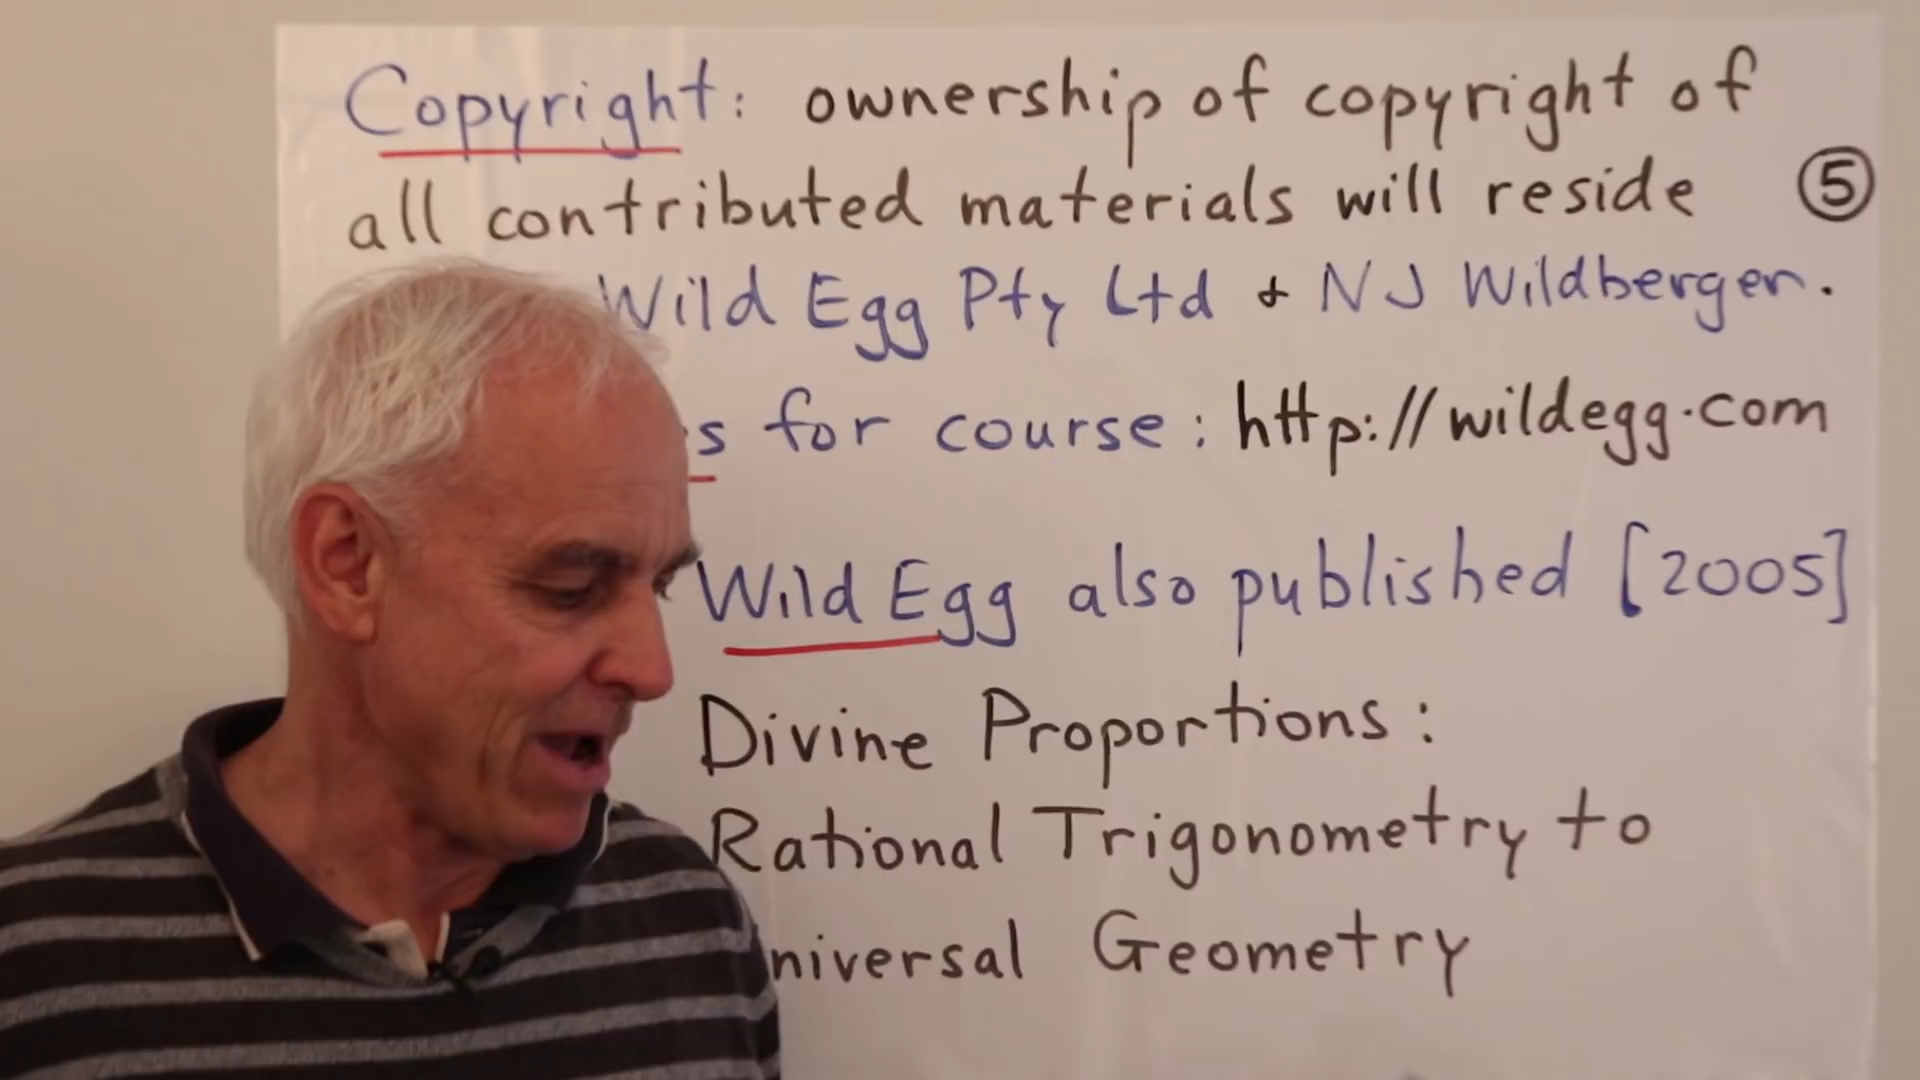 Copyright: ownership of copyright of
all contributed materials will reside
⑤
Wild Egg Pty Ltd & NJ Wildberger.
s for course: http://wildegg.com
Wild Egg also published [2005]
Divine Proportions:
Rational Trigonometry to
niversal Geometry